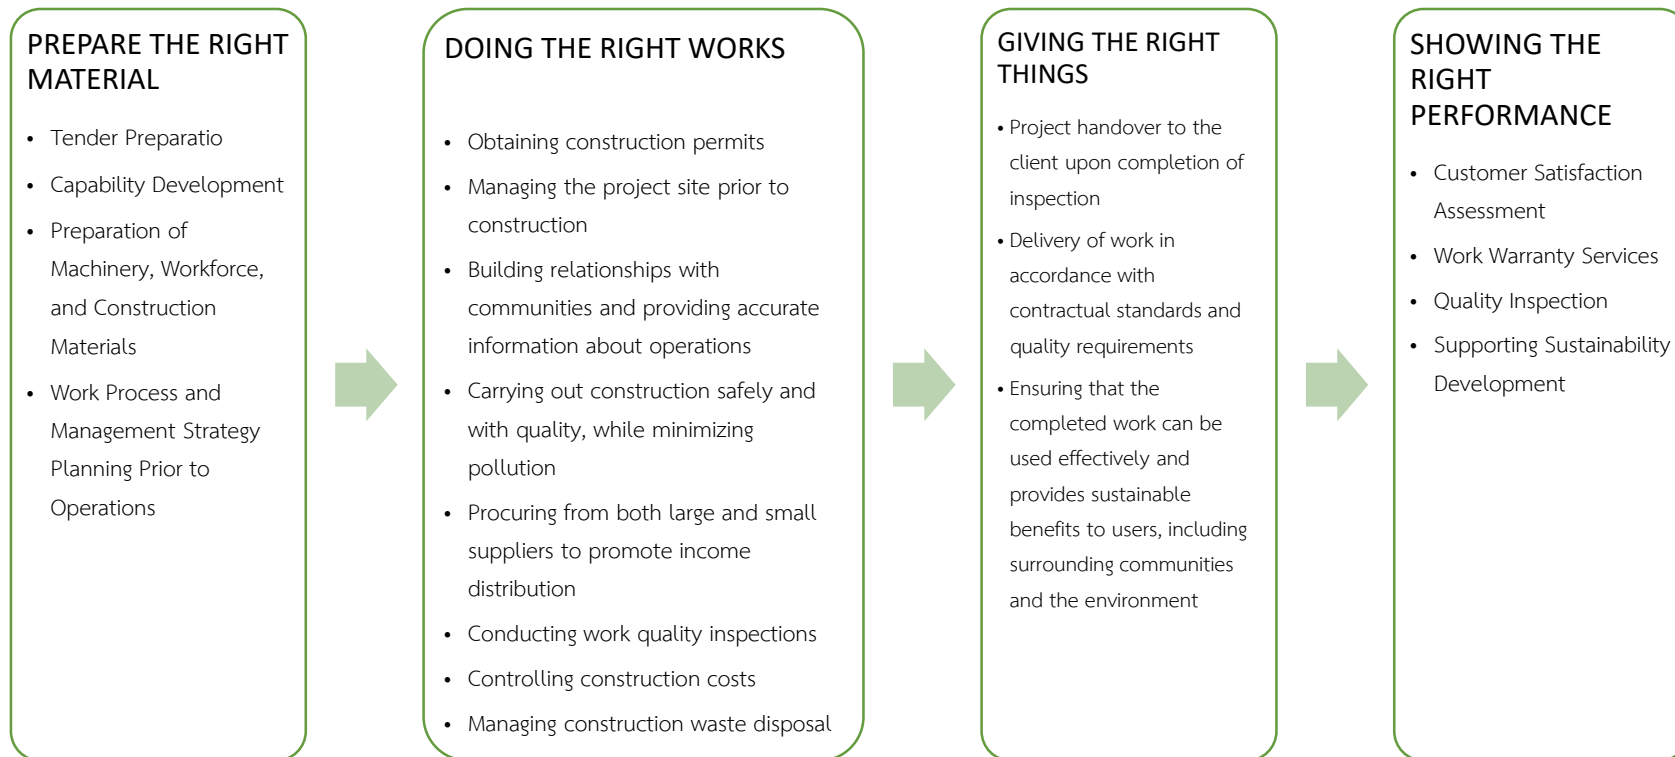 PREPARE THE RIGHT
MATERIAL
• Tender Preparatio
• Capability Development
• Preparation of
Machinery, Workforce,
and Construction
Materials
• Work Process and
Management Strategy
Planning Prior to
Operations
DOING THE RIGHT WORKS
• Obtaining construction permits
• Managing the project site prior to
construction
• Building relationships with
communities and providing accurate
information about operations
• Carrying out construction safely and
with quality, while minimizing
pollution
• Procuring from both large and small
suppliers to promote income
distribution
• Conducting work quality inspections
• Controlling construction costs
• Managing construction waste disposal
GIVING THE RIGHT
THINGS
• Project handover to the
client upon completion of
inspection
• Delivery of work in
accordance with
contractual standards and
quality requirements
• Ensuring that the
completed work can be
used effectively and
provides sustainable
benefits to users, including
surrounding communities
and the environment
SHOWING THE
RIGHT
PERFORMANCE
• Customer Satisfaction
Assessment
• Work Warranty Services
• Quality Inspection
• Supporting Sustainability
Development